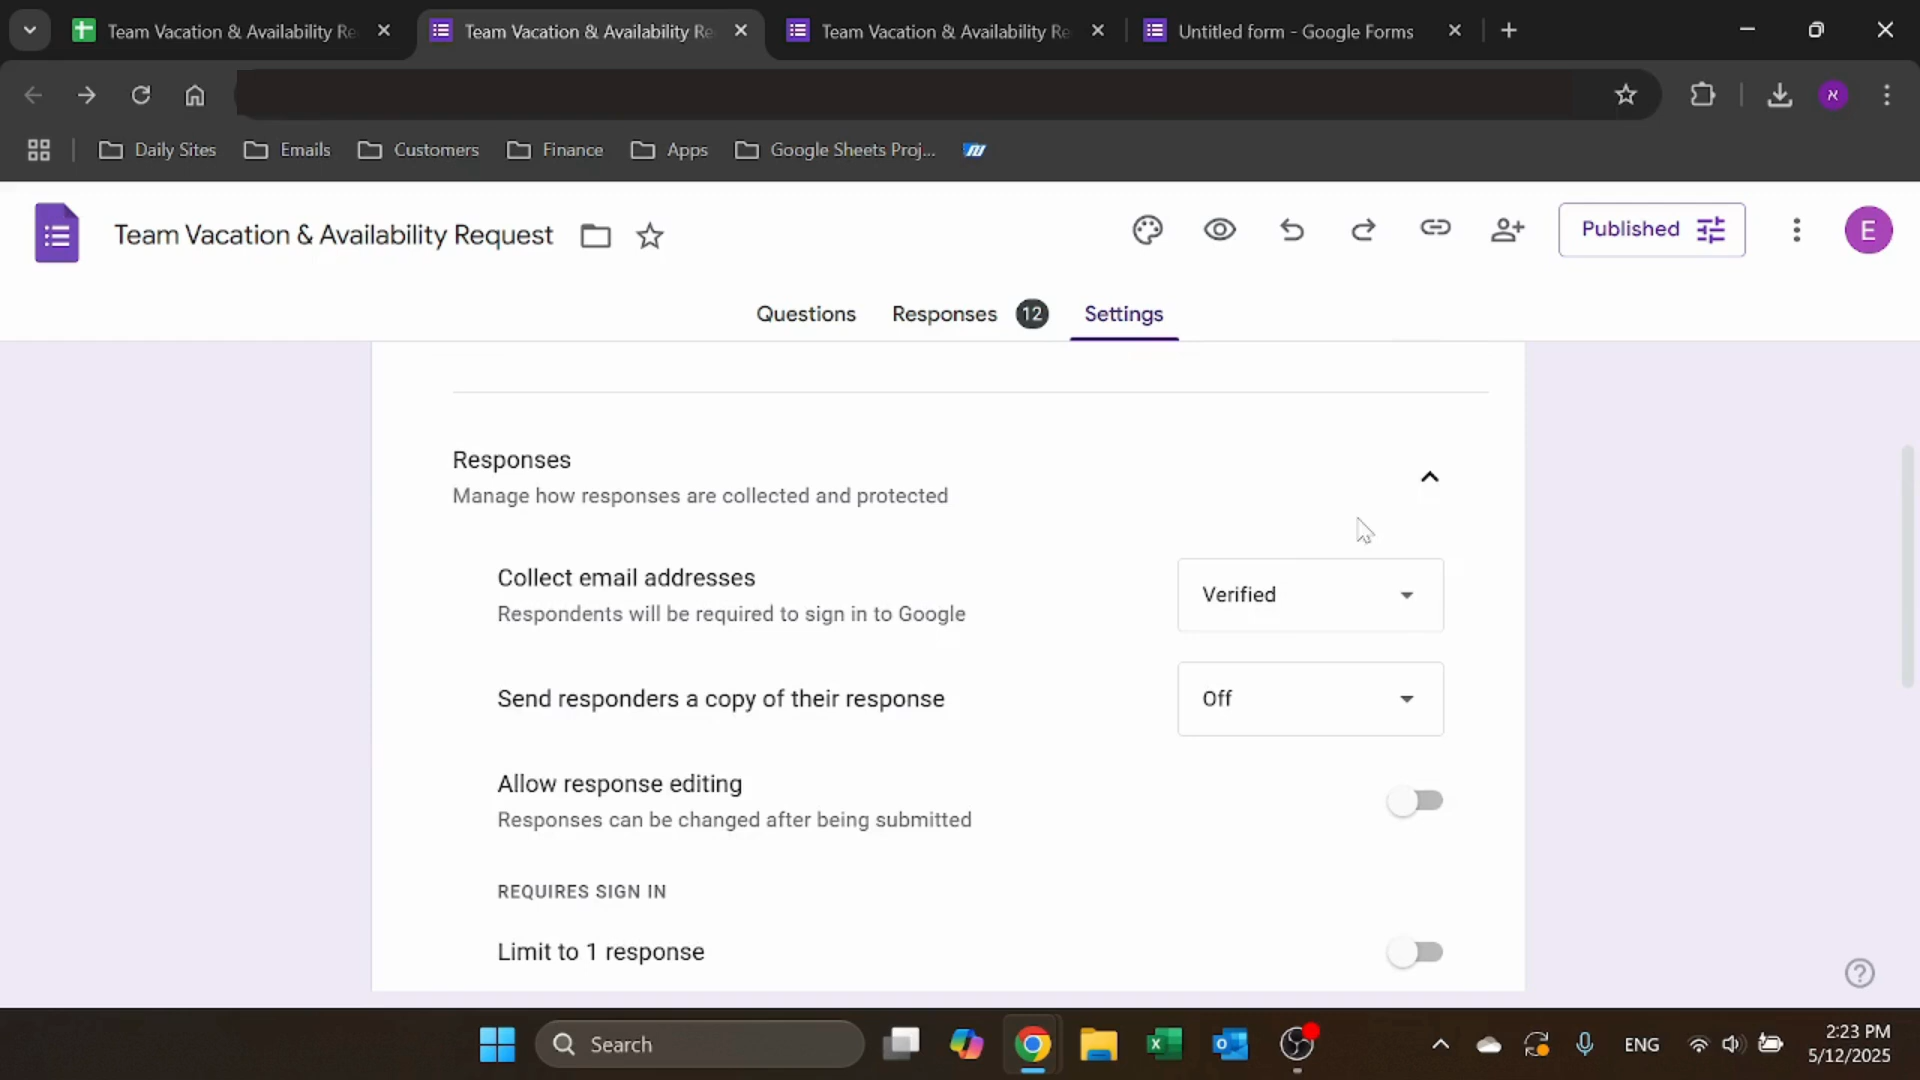 Team Vacation & Availability Re
Team Vacation & Availability Re
Team Vacation & Availability Re
Untitled form - Google Forms
א
Daily Sites
Emails
Customers
Finance
Apps
Google Sheets Proj...
Team Vacation & Availability Request
Published
E
Questions
Responses 12
Settings
Responses
Manage how responses are collected and protected
Collect email addresses
Respondents will be required to sign in to Google
Verified
Send responders a copy of their response
Off
Allow response editing
Responses can be changed after being submitted
REQUIRES SIGN IN
Limit to 1 response
Search
ENG
2:23 PM
5/12/2025